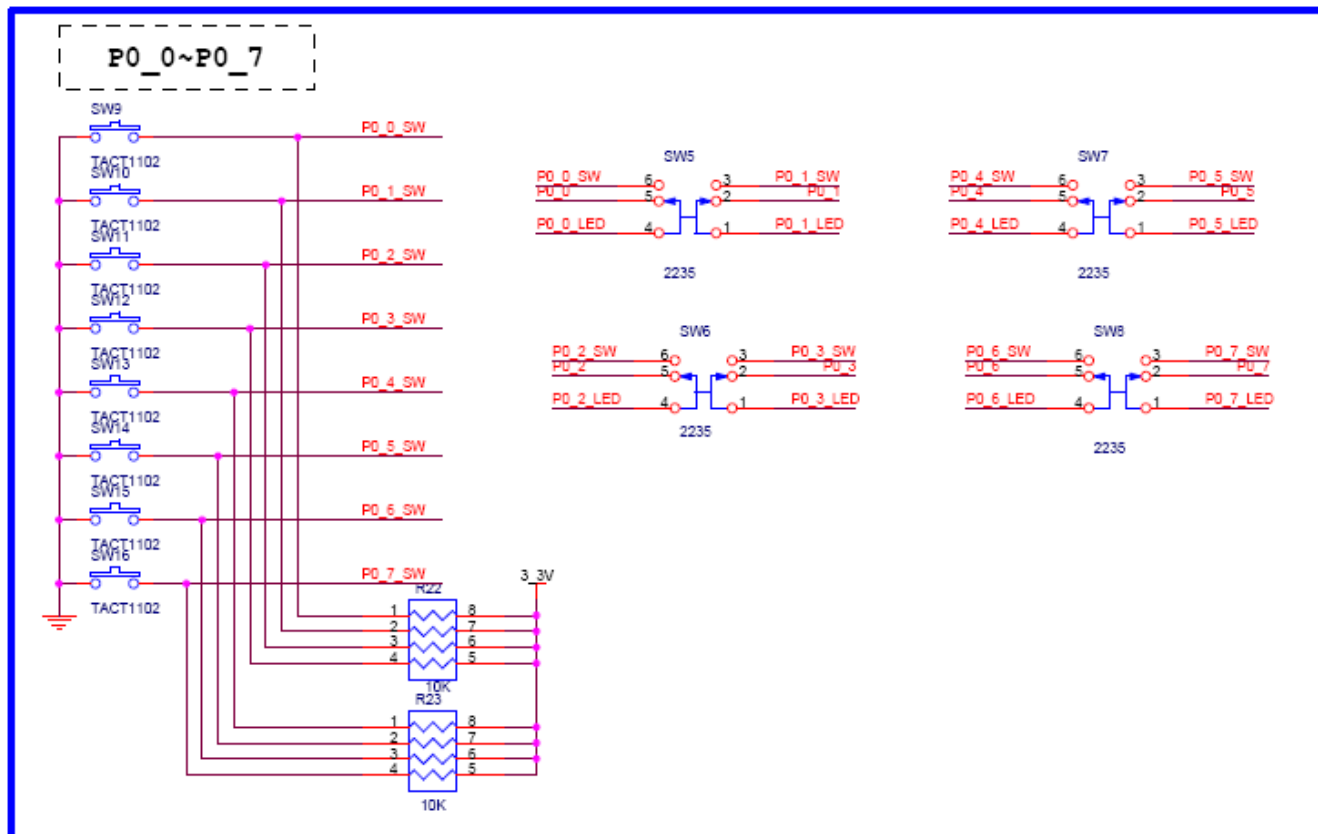 P0_0~P0_7
SW9
P0_0_SW
TACT1102
SW10
P0_1_SW
TACT1102
SW11
P0_2_SW
TACT1102
SW12
P0_3_SW
TACT1102
SW13
P0_4_SW
TACT1102
SW14
P0_5_SW
TACT1102
SW15
P0_6_SW
TACT1102
SW16
P0_7_SW
TACT1102
3_3V
R22
1 8
2 7
3 6
4 5
10K
R23
1 8
2 7
3 6
4 5
10K
SW5
P0_0_SW 6 3 P0_1_SW
P0_0 5 2 P0_1
P0_0_LED 4 1 P0_1_LED
2235
SW7
P0_4_SW 6 3 P0_5_SW
P0_4 5 2 P0_5
P0_4_LED 4 1 P0_5_LED
2235
SW6
P0_2_SW 6 3 P0_3_SW
P0_2 5 2 P0_3
P0_2_LED 4 1 P0_3_LED
2235
SW8
P0_6_SW 6 3 P0_7_SW
P0_6 5 2 P0_7
P0_6_LED 4 1 P0_7_LED
2235